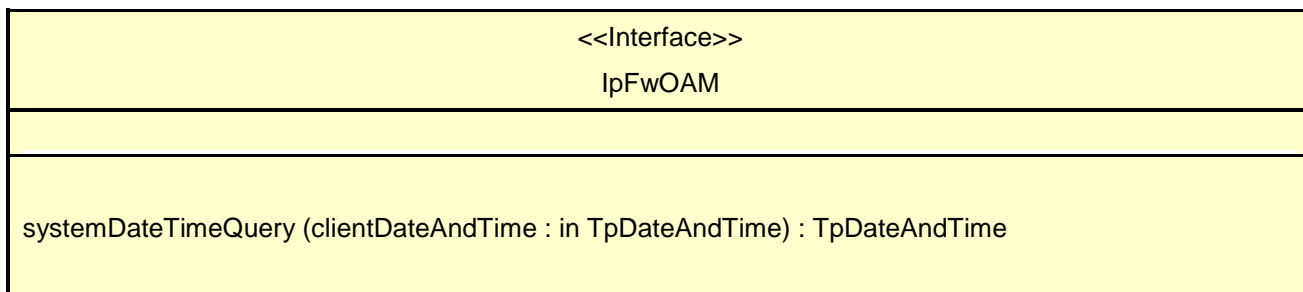 <<Interface>>
IpFwOAM
systemDateTimeQuery (clientDateAndTime : in TpDateAndTime) : TpDateAndTime